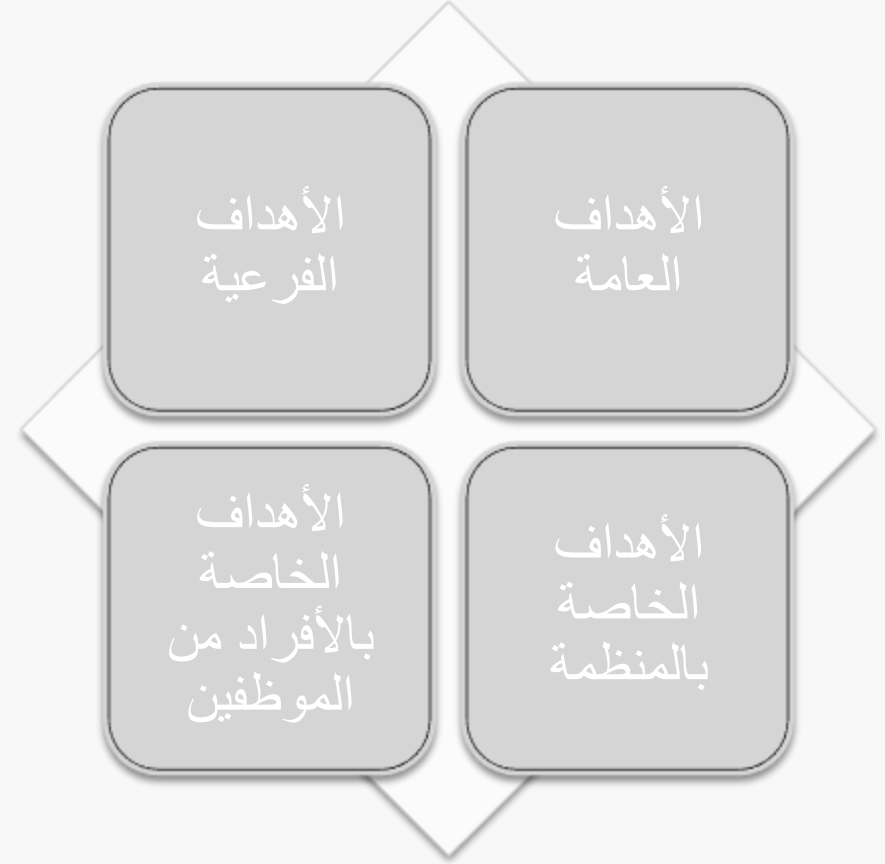 الأهداف
العامة
الأهداف
الفرعية
الأهداف
الخاصة
بالمنظمة
الأهداف
الخاصة
بالأفراد من
الموظفين